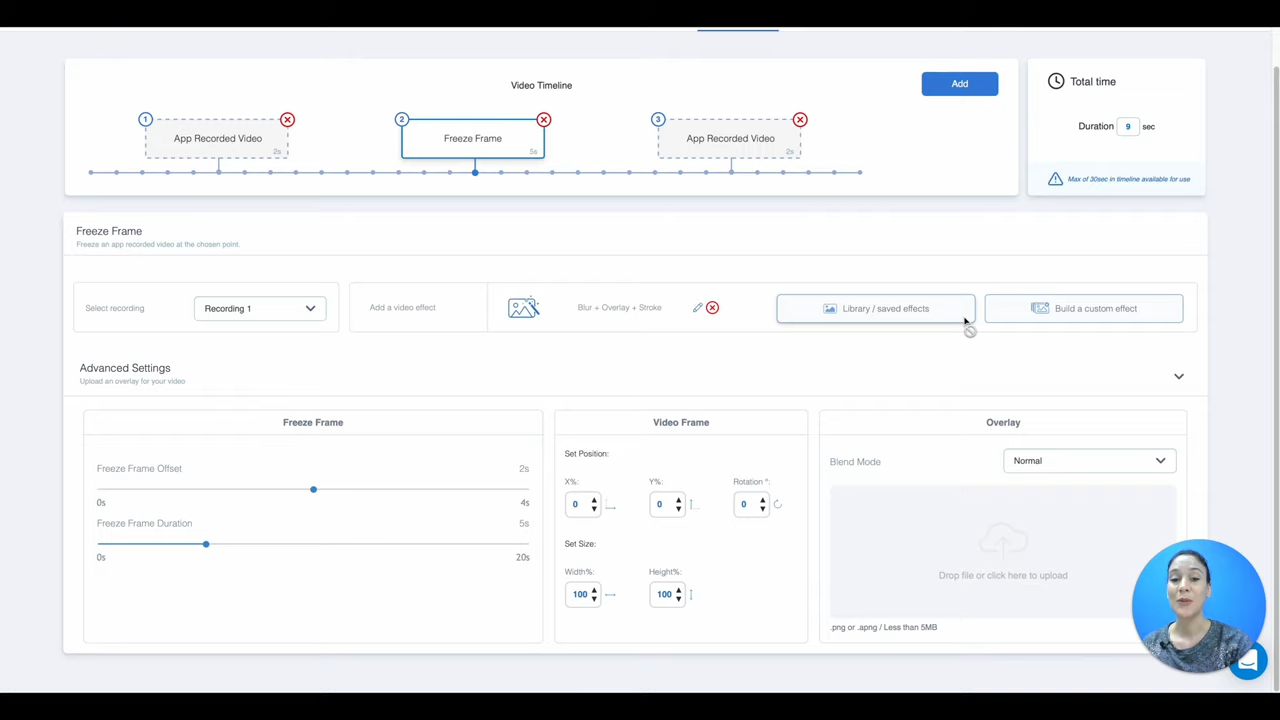 Video Timeline
Add
Total time
1
2
3
App Recorded Video
2s
Freeze Frame
5s
App Recorded Video
2s
Duration 9 sec
Max of 30sec in timeline available for use
Freeze Frame
Freeze an app recorded video at the chosen point.
Select recording
Recording 1
Add a video effect
Blur + Overlay + Stroke
Library / saved effects
Build a custom effect
Advanced Settings
Upload an overlay for your video
Freeze Frame
Freeze Frame Offset
2s
0s
4s
Freeze Frame Duration
5s
0s
20s
Video Frame
Set Position:
X%:
Y%:
Rotation °:
0
0
0
Set Size:
Width%:
Height%:
100
100
Overlay
Blend Mode
Normal
Drop file or click here to upload
.png or .apng / Less than 5MB